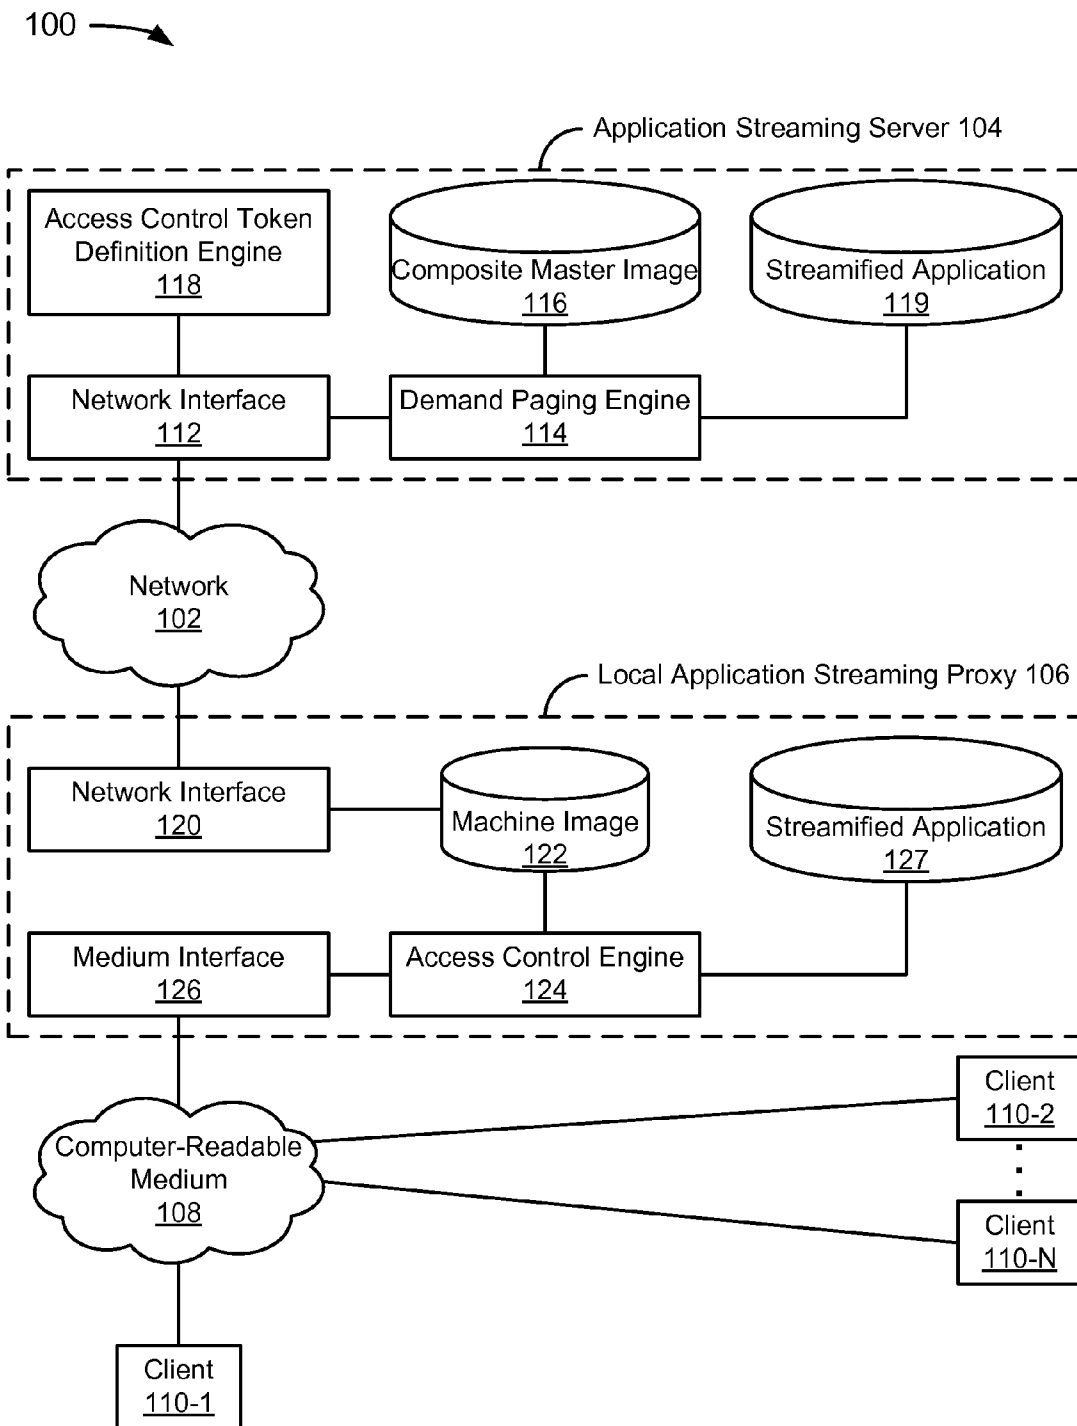 100
Application Streaming Server 104
Access Control Token
Definition Engine
118
Composite Master Image
116
Streamified Application
119
Network Interface
112
Demand Paging Engine
114
Network
102
Local Application Streaming Proxy 106
Network Interface
120
Machine Image
122
Streamified Application
127
Medium Interface
126
Access Control Engine
124
Computer-Readable
Medium
108
Client
110-2
Client
110-N
Client
110-1